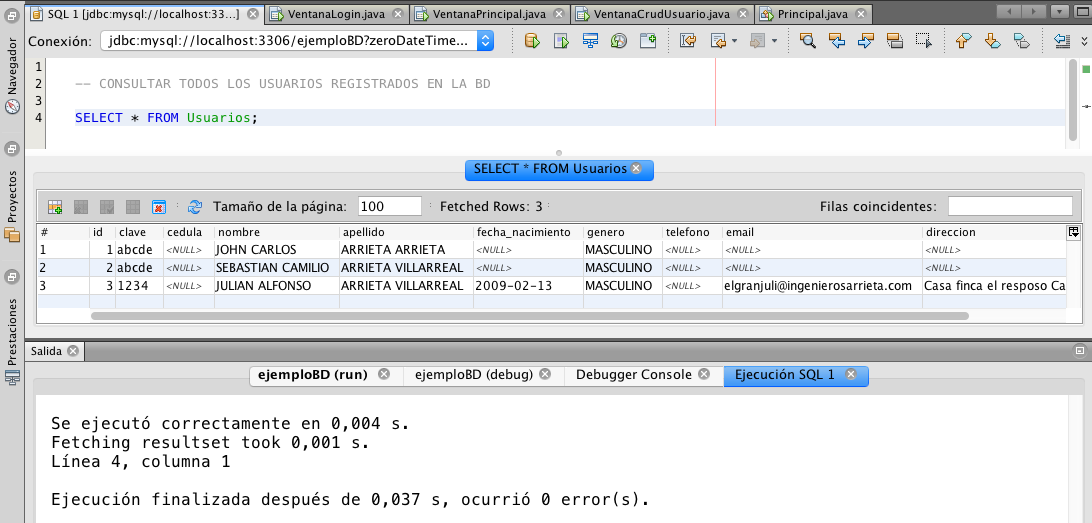 SQL 1 [jdbc:mysql://localhost:33...] VentanaLogin.java VentanaPrincipal.java VentanaCrudUsuario.java Principal.java
Conexión: jdbc:mysql://localhost:3306/ejemploBD?zeroDateTime...
Navegador
Proyectos
Prestaciones
1
2 -- CONSULTAR TODOS LOS USUARIOS REGISTRADOS EN LA BD
3
4 SELECT * FROM Usuarios;
SELECT * FROM Usuarios
Tamaño de la página: 100 Fetched Rows: 3 Filas coincidentes:
# id clave cedula nombre apellido fecha_nacimiento genero telefono email direccion
1 1 abcde <NULL> JOHN CARLOS ARRIETA ARRIETA <NULL> MASCULINO <NULL> <NULL> <NULL>
2 2 abcde <NULL> SEBASTIAN CAMILIO ARRIETA VILLARREAL <NULL> MASCULINO <NULL> <NULL> <NULL>
3 3 1234 <NULL> JULIAN ALFONSO ARRIETA VILLARREAL 2009-02-13 MASCULINO <NULL> elgranjuli@ingenierosarrieta.com Casa finca el resposo Ca
Salida
ejemploBD (run) ejemploBD (debug) Debugger Console Ejecución SQL 1
Se ejecutó correctamente en 0,004 s.
Fetching resultset took 0,001 s.
Línea 4, columna 1
Ejecución finalizada después de 0,037 s, ocurrió 0 error(s).